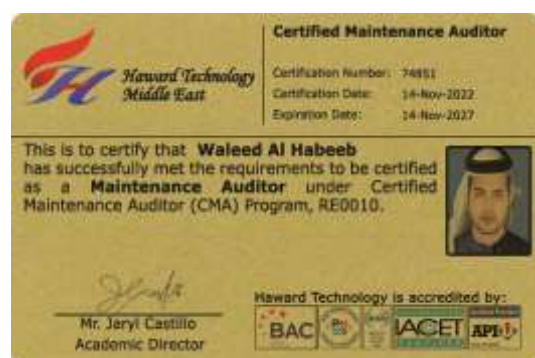 Haward Technology
Middle East
Certified Maintenance Auditor
Certification Number: 74851
Certification Date: 14-Nov-2022
Expiration Date: 14-Nov-2027
This is to certify that Waleed Al Habeeb
has successfully met the requirements to be certified
as a Maintenance Auditor under Certified
Maintenance Auditor (CMA) Program, RE0010.
Mr. Jaryl Castillo
Academic Director
Haward Technology is accredited by:
BAC
IACET
API